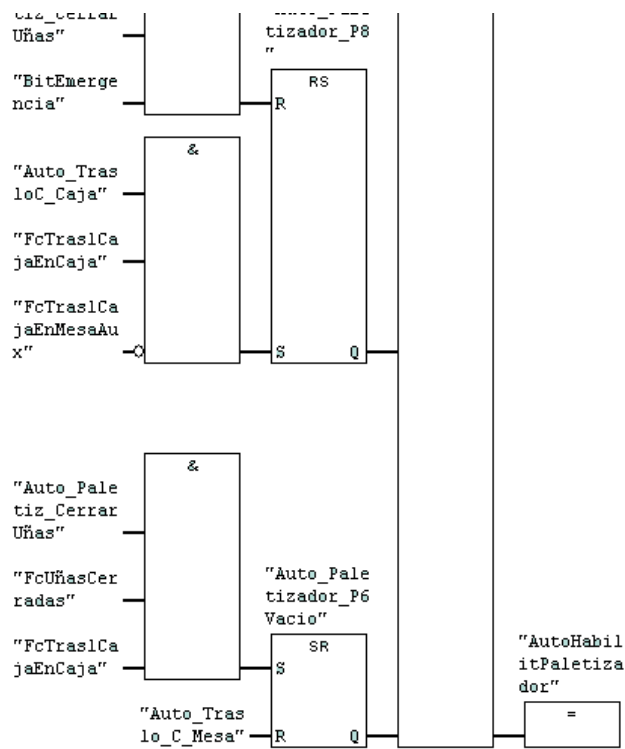 Uñas"
tizador_P8
"
"BitEmerge
ncia"
RS
R
&
"Auto_Tras
loC_Caja"
"FcTraslCa
jaEnCaja"
"FcTraslCa
jaEnMesaAu
x"
S
Q
&
"Auto_Pale
tiz_Cerrar
Uñas"
"FcUñasCer
radas"
"FcTraslCa
jaEnCaja"
"Auto_Pale
tizador_P6
Vacio"
SR
S
"Auto_Tras
lo_C_Mesa"
R
Q
"AutoHabil
itPaletiza
dor"
=